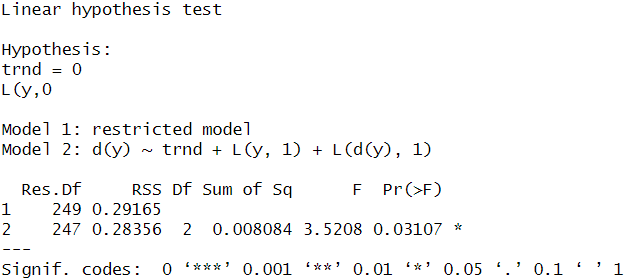 Linear hypothesis test
Hypothesis:
trnd = 0
L(y,0
Model 1: restricted model
Model 2: d(y) ~ trnd + L(y, 1) + L(d(y), 1)
Res.Df RSS Df Sum of Sq F Pr(>F)
1 249 0.29165
2 247 0.28356 2 0.008084 3.5208 0.03107 *
---
Signif. codes: 0 ‘***’ 0.001 ‘**’ 0.01 ‘*’ 0.05 ‘.’ 0.1 ‘ ’ 1